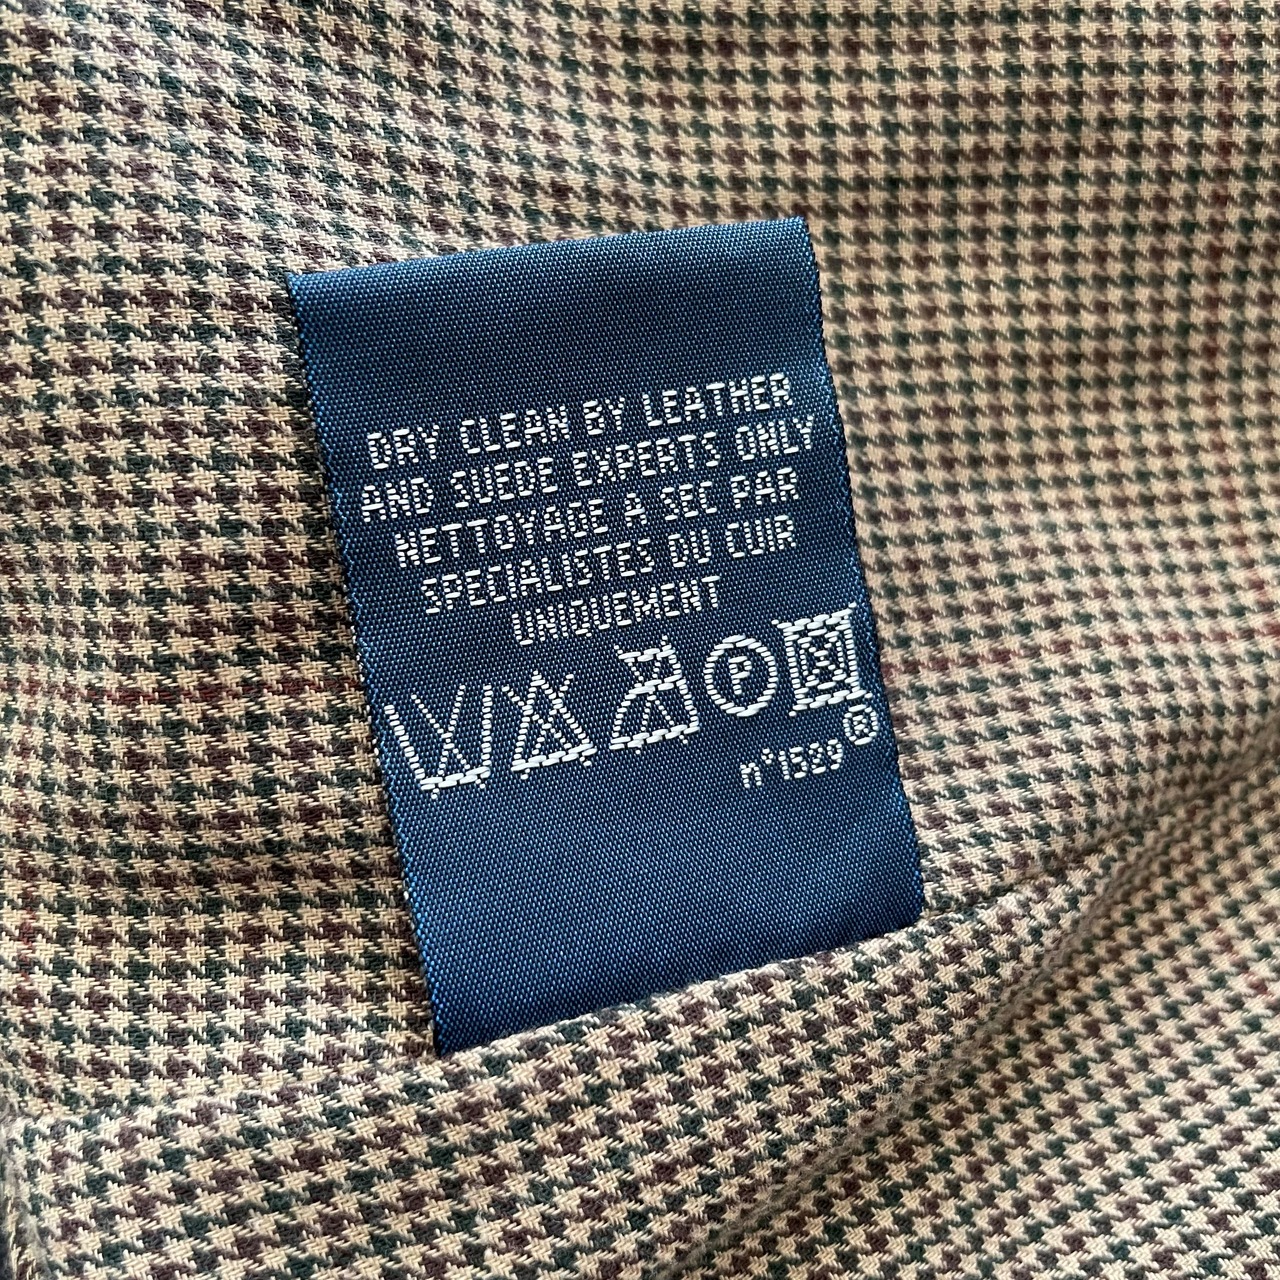 DRY CLEAN BY LEATHER
AND SUEDE EXPERTS ONLY
NETTOYAGE A SEC PAR
SPECIALISTES DU CUIR
UNIQUEMENT
P
®
n°1529